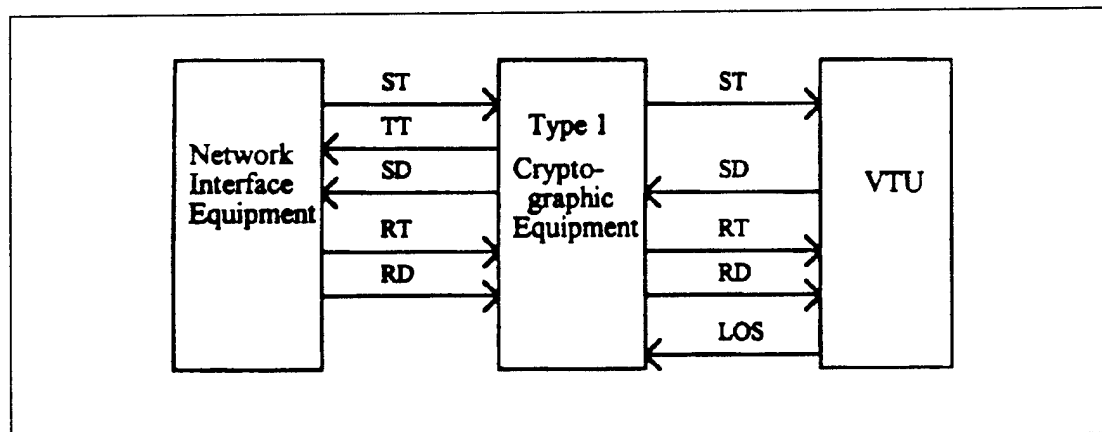 ST
TT
SD
RT
RD
Network
Interface
Equipment
Type 1
Crypto-
graphic
Equipment
ST
SD
RT
RD
LOS
VTU